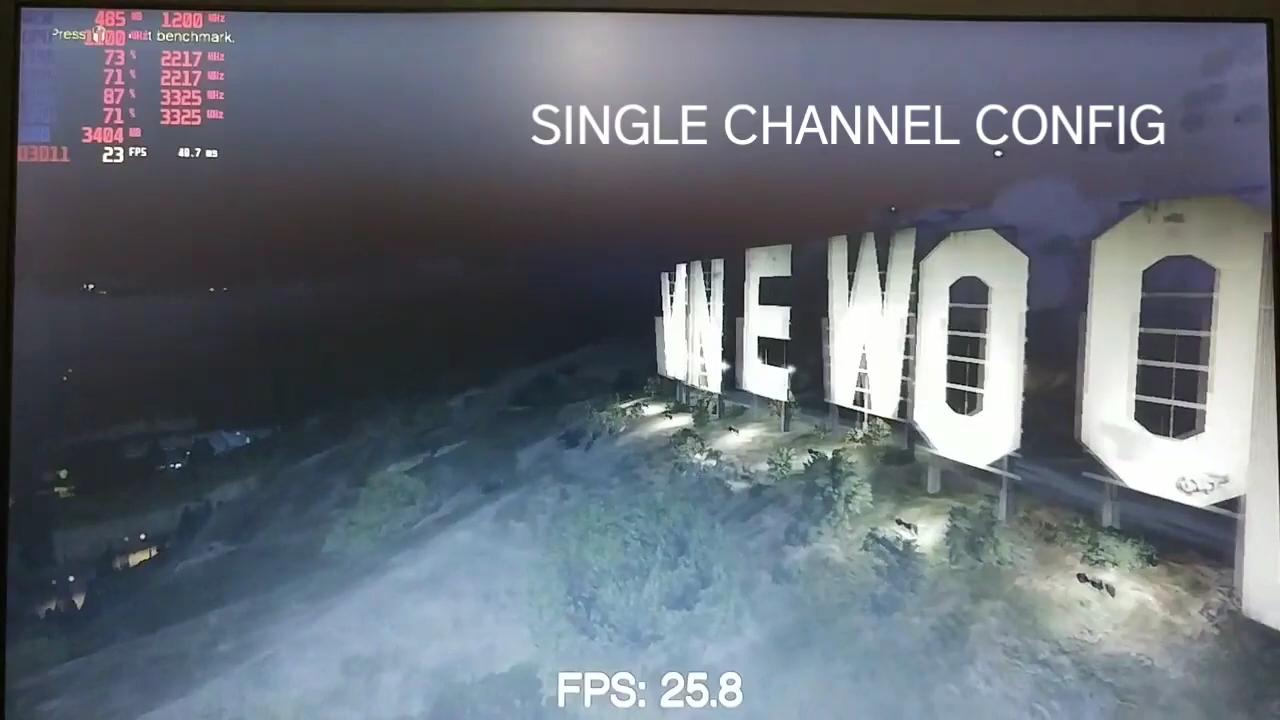 485 MB 1200 MHz
Press t benchmark.
73 % 2217 MHz
71 % 2217 MHz
87 % 3325 MHz
71 % 3325 MHz
3404 MB
23 FPS 40.7 ms
SINGLE CHANNEL CONFIG
NEWOO
FPS: 25.8